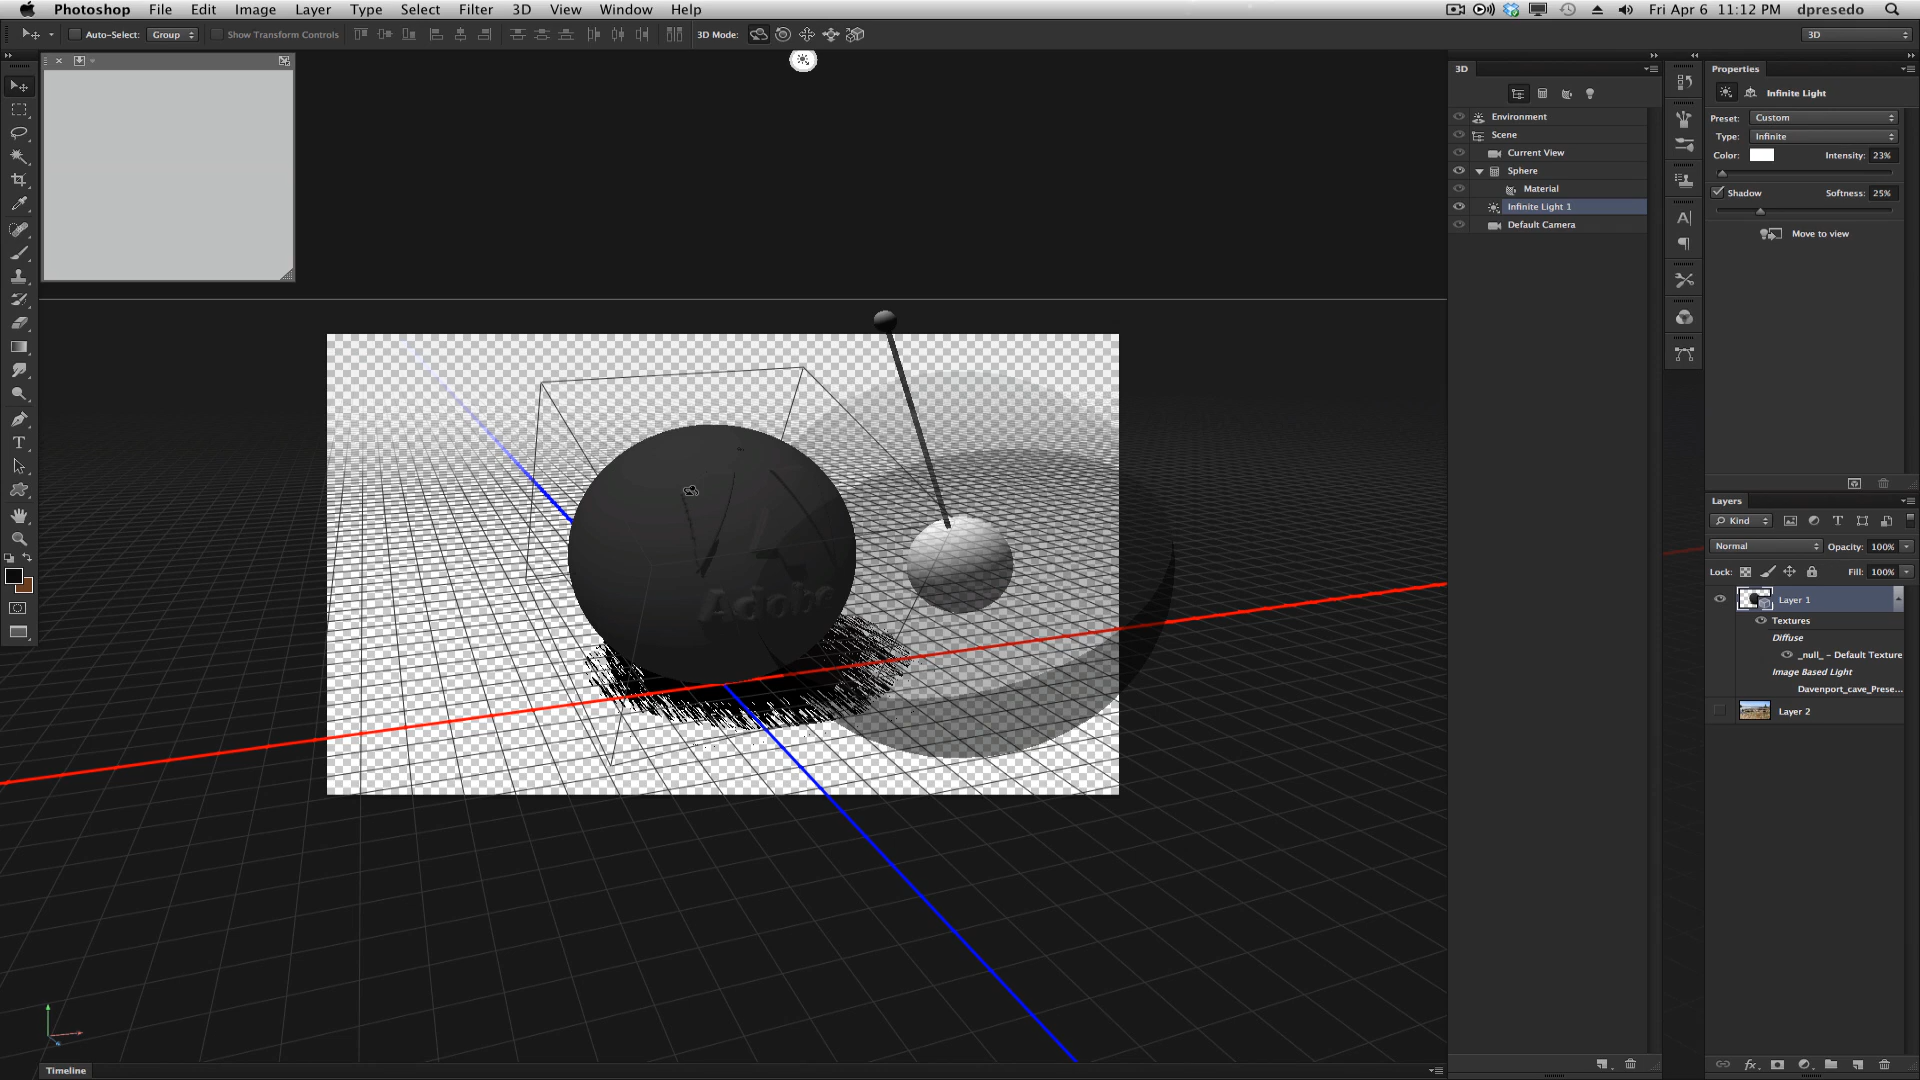 Photoshop File Edit Image Layer Type Select Filter 3D View Window Help Fri Apr 6 11:12 PM dpresedo
Auto-Select: Group Show Transform Controls 3D Mode: 3D
3D
Environment
Scene
Current View
Sphere
Material
Infinite Light 1
Default Camera
Properties
Infinite Light
Preset: Custom
Type: Infinite
Color: Intensity: 23%
Shadow Softness: 25%
Move to view
Adobe
Layers
Kind
Normal Opacity: 100%
Lock: Fill: 100%
Layer 1
Textures
Diffuse
_null_ - Default Texture
Image Based Light
Davenport_cave_Prese...
Layer 2
Timeline